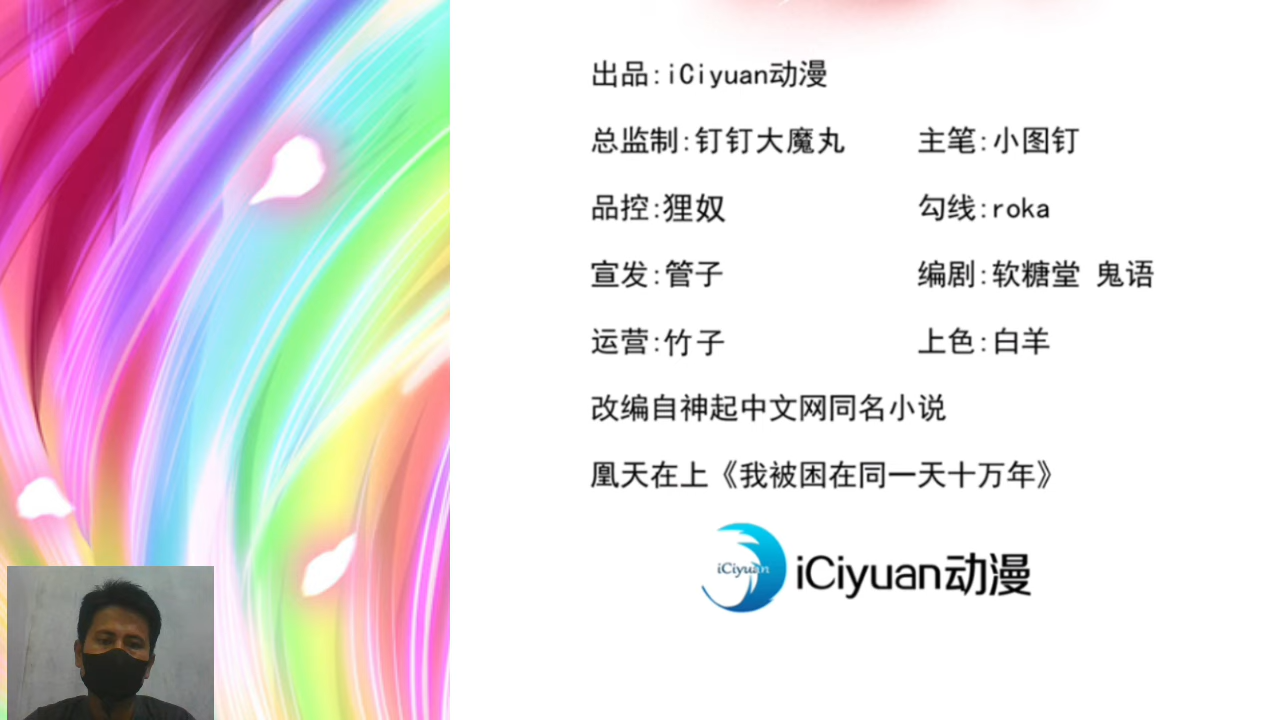 出品:iCiyuan动漫
总监制:钉钉大魔丸 主笔:小图钉
品控:狸奴 勾线:roka
宣发:管子 编剧:软糖堂 鬼语
运营:竹子 上色:白羊
改编自神起中文网同名小说
凰天在上《我被困在同一天十万年》
iCiyuan iCiyuan动漫